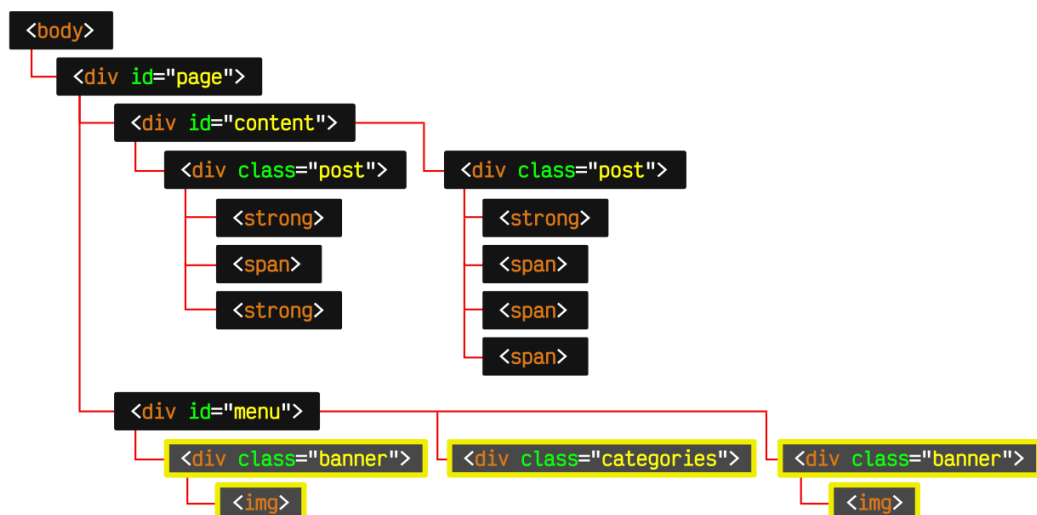 <body>
<div id="page">
<div id="content">
<div class="post"> <div class="post">
<strong> <strong>
<span> <span>
<strong> <span>
<span>
<div id="menu">
<div class="banner"> <div class="categories"> <div class="banner">
<img> <img>